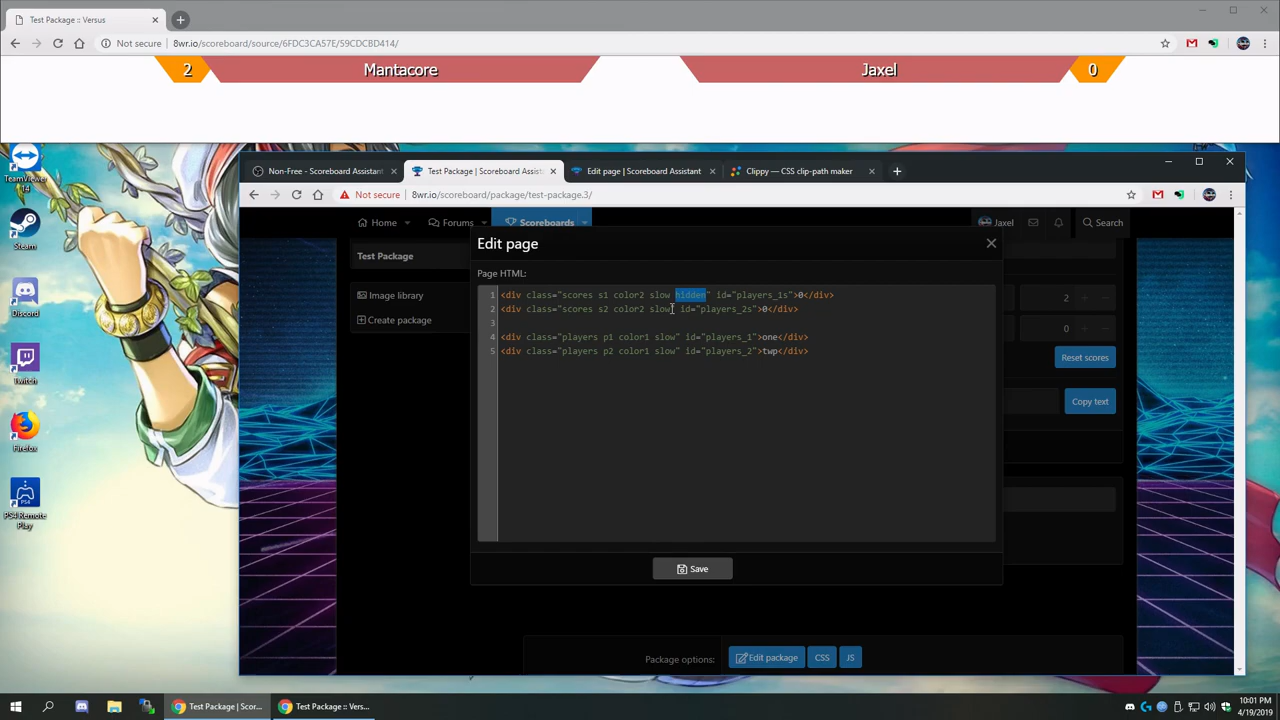 Test Package :: Versus
Not secure 8wr.io/scoreboard/source/6FDC3CA57E/59CDCBD414/
2 Mantacore Jaxel 0
TeamViewer 14
Steam
Discord
Twitch
Firefox
PS4 Remote Play
Non-Free - Scoreboard Assistant
Test Package | Scoreboard Assist
Edit page | Scoreboard Assistant
Clippy — CSS clip-path maker
Not secure 8wr.io/scoreboard/package/test-package.3/
Home Forums Scoreboards Jaxel Search
Test Package
Image library
Create package
Edit page
Page HTML:
1 <div class="scores s1 color2 slow hidden" id="players_1s">0</div>
2 <div class="scores s2 color2 slow" id="players_2s">0</div>
3
4 <div class="players p1 color1 slow" id="players_1">one</div>
5 <div class="players p2 color1 slow" id="players_2">twp</div>
Save
2
0
Reset scores
Copy text
Package options: Edit package CSS JS
Test Package | Scor...
Test Package :: Vers...
10:01 PM
4/19/2019